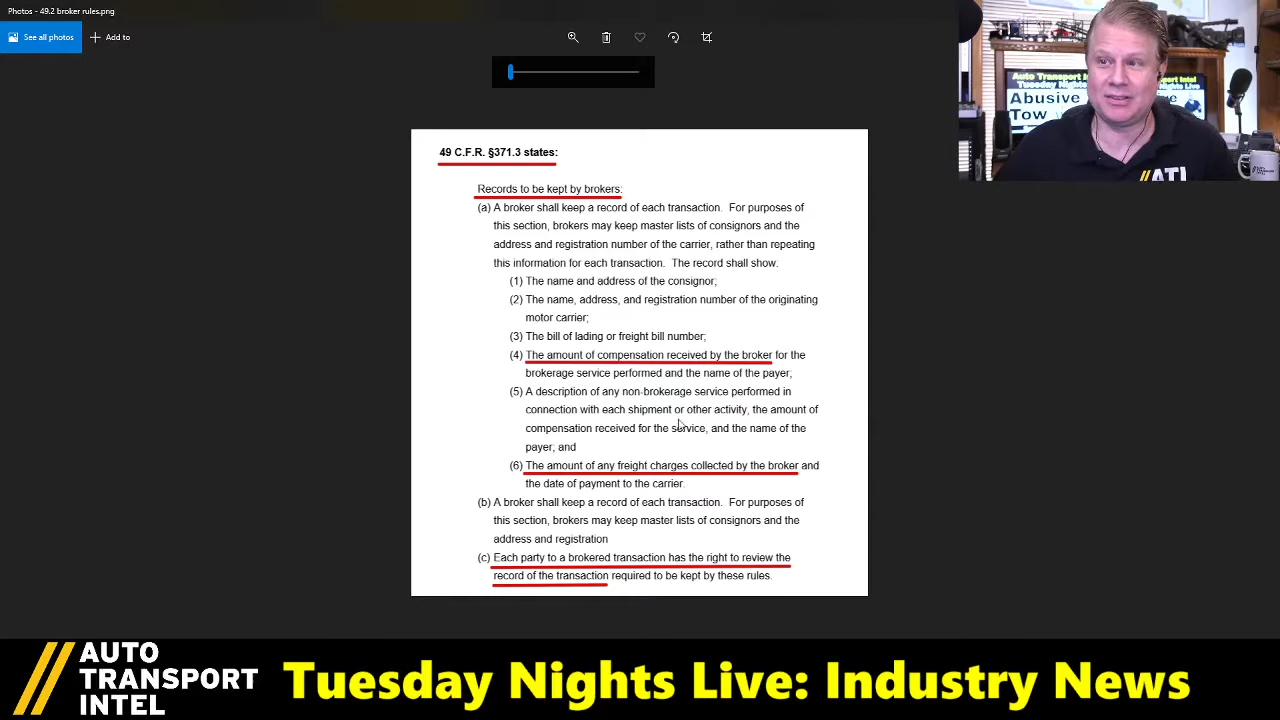 Photos - 49.2 broker rules.png
See all photos
Add to
Auto Transport In
port Intel
Tuesday Nights L
hts Live
Abusive
Tow
ATI
49 C.F.R. §371.3 states:
Records to be kept by brokers:
(a) A broker shall keep a record of each transaction. For purposes of
this section, brokers may keep master lists of consignors and the
address and registration number of the carrier, rather than repeating
this information for each transaction. The record shall show.
(1) The name and address of the consignor;
(2) The name, address, and registration number of the originating
motor carrier;
(3) The bill of lading or freight bill number;
(4) The amount of compensation received by the broker for the
brokerage service performed and the name of the payer;
(5) A description of any non-brokerage service performed in
connection with each shipment or other activity, the amount of
compensation received for the service, and the name of the
payer; and
(6) The amount of any freight charges collected by the broker and
the date of payment to the carrier.
(b) A broker shall keep a record of each transaction. For purposes of
this section, brokers may keep master lists of consignors and the
address and registration
(c) Each party to a brokered transaction has the right to review the
record of the transaction required to be kept by these rules.
AUTO
TRANSPORT
INTEL
Tuesday Nights Live: Industry News